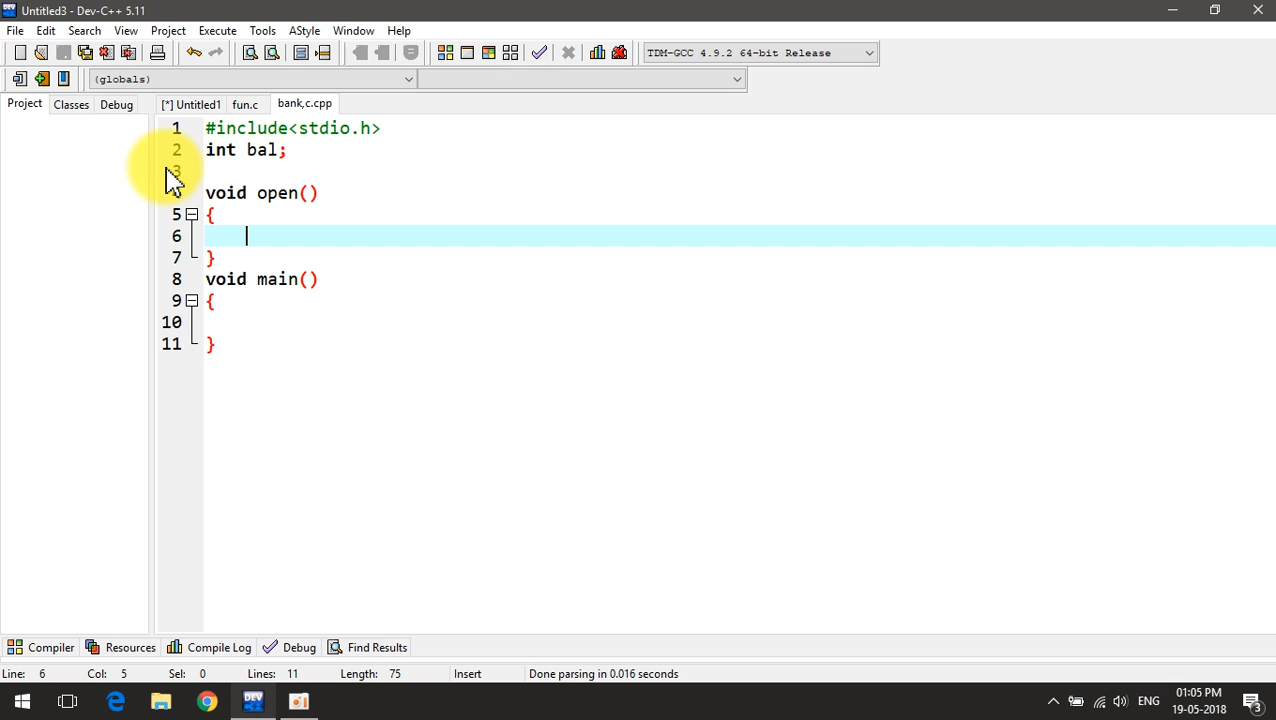 Untitled3 - Dev-C++ 5.11
File Edit Search View Project Execute Tools AStyle Window Help
TDM-GCC 4.9.2 64-bit Release
(globals)
Project Classes Debug [*] Untitled1 fun.c bank,c.cpp
1 #include<stdio.h>
2 int bal;
3
void open()
5 {
6
7 }
8 void main()
9 {
10
11 }
Compiler Resources Compile Log Debug Find Results
Line: 6 Col: 5 Sel: 0 Lines: 11 Length: 75 Insert Done parsing in 0.016 seconds
DEV ENG 01:05 PM
19-05-2018 3